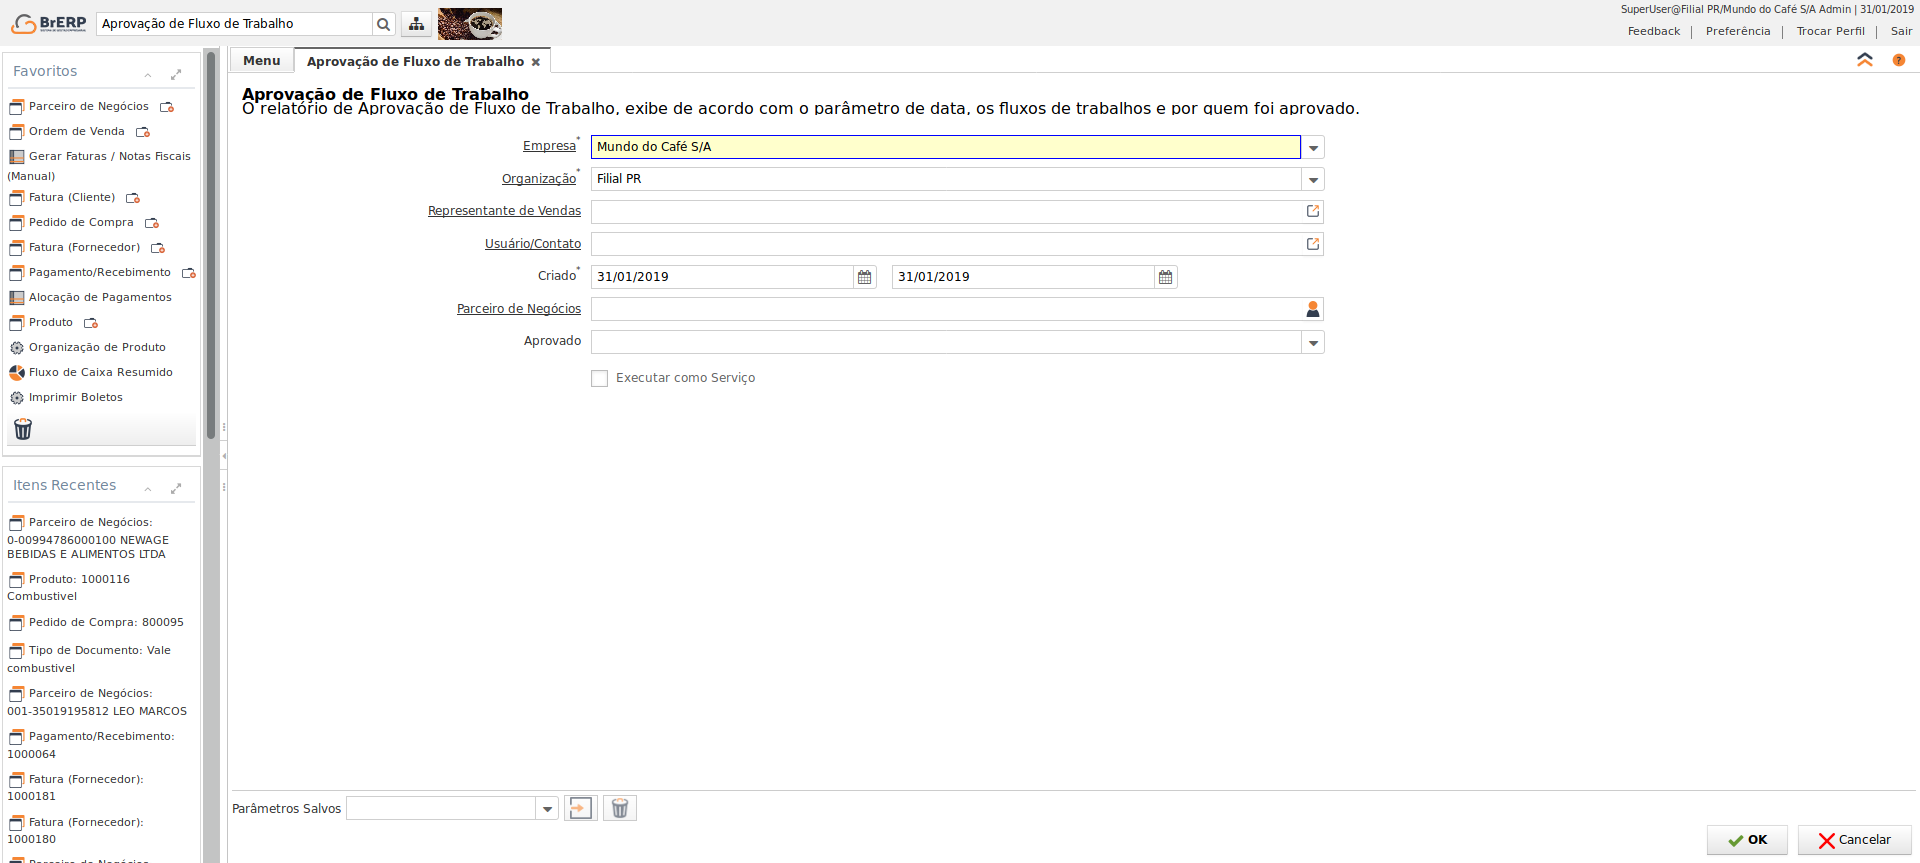 BrERP
Aprovação de Fluxo de Trabalho
SuperUser@Filial PR/Mundo do Café S/A Admin | 31/01/2019
Feedback | Preferência | Trocar Perfil | Sair
Favoritos
Parceiro de Negócios
Ordem de Venda
Gerar Faturas / Notas Fiscais
(Manual)
Fatura (Cliente)
Pedido de Compra
Fatura (Fornecedor)
Pagamento/Recebimento
Alocação de Pagamentos
Produto
Organização de Produto
Fluxo de Caixa Resumido
Imprimir Boletos
Itens Recentes
Parceiro de Negócios:
0-00994786000100 NEWAGE
BEBIDAS E ALIMENTOS LTDA
Produto: 1000116
Combustivel
Pedido de Compra: 800095
Tipo de Documento: Vale
combustivel
Parceiro de Negócios:
001-35019195812 LEO MARCOS
Pagamento/Recebimento:
1000064
Fatura (Fornecedor):
1000181
Fatura (Fornecedor):
1000180
Parceiro de Negócios
Menu
Aprovação de Fluxo de Trabalho
Aprovação de Fluxo de Trabalho
O relatório de Aprovação de Fluxo de Trabalho, exibe de acordo com o parâmetro de data, os fluxos de trabalhos e por quem foi aprovado.
Empresa* Mundo do Café S/A
Organização* Filial PR
Representante de Vendas
Usuário/Contato
Criado* 31/01/2019 31/01/2019
Parceiro de Negócios
Aprovado
Executar como Serviço
Parâmetros Salvos
OK
Cancelar